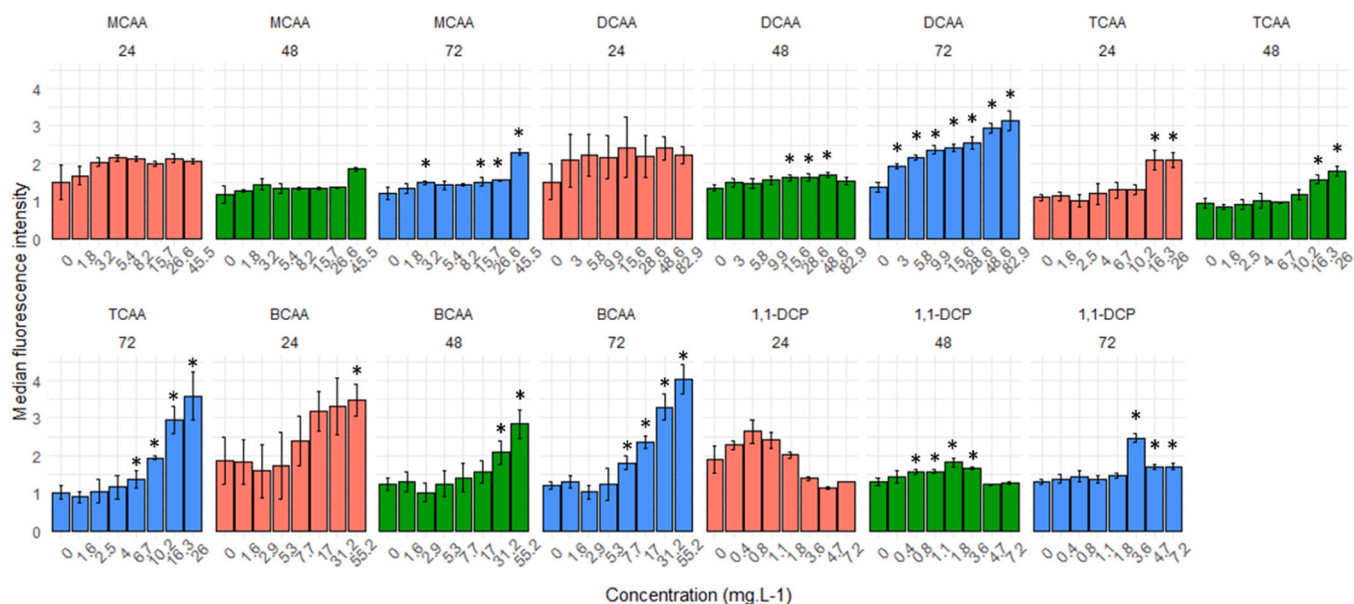 MCAA MCAA MCAA DCAA DCAA DCAA TCAA TCAA
24 48 72 24 48 72 24 48
4
3
2
1
0
* * * * * * * * * * * * * * * * * *
0 1.8 3.2 5.4 8.2 15.7 26.6 45.5 0 1.8 3.2 5.4 8.2 15.7 26.6 45.5 0 1.8 3.2 5.4 8.2 15.7 26.6 45.5 0 3 5.8 9.9 15.6 28.6 48.6 82.9 0 3 5.8 9.9 15.6 28.6 48.6 82.9 0 3 5.8 9.9 15.6 28.6 48.6 82.9 0 1.6 2.5 4 6.7 10.2 16.3 26 0 1.6 2.5 4 6.7 10.2 16.3 26
Median fluorescence intensity
TCAA BCAA BCAA BCAA 1,1-DCP 1,1-DCP 1,1-DCP
72 24 48 72 24 48 72
4
3
2
1
0
* * * * * * * * * * * * * * * * * *
0 1.6 2.5 4 6.7 10.2 16.3 26 0 1.6 2.9 5.3 7.7 17 31.2 55.2 0 1.6 2.9 5.3 7.7 17 31.2 55.2 0 1.6 2.9 5.3 7.7 17 31.2 55.2 0 0.4 0.8 1.1 1.8 3.6 4.7 7.2 0 0.4 0.8 1.1 1.8 3.6 4.7 7.2 0 0.4 0.8 1.1 1.8 3.6 4.7 7.2
Concentration (mg.L-1)